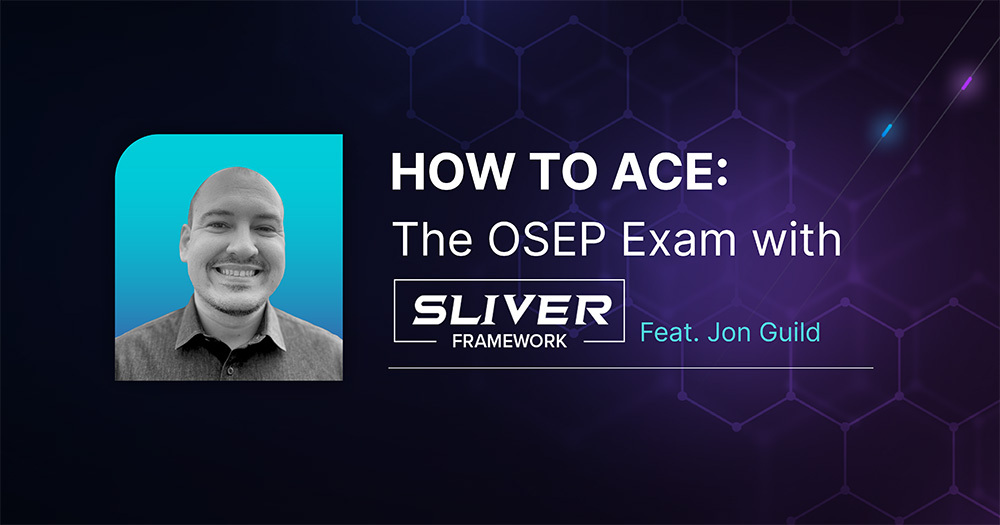 HOW TO ACE:
The OSEP Exam with
SLIVER
FRAMEWORK
Feat. Jon Guild